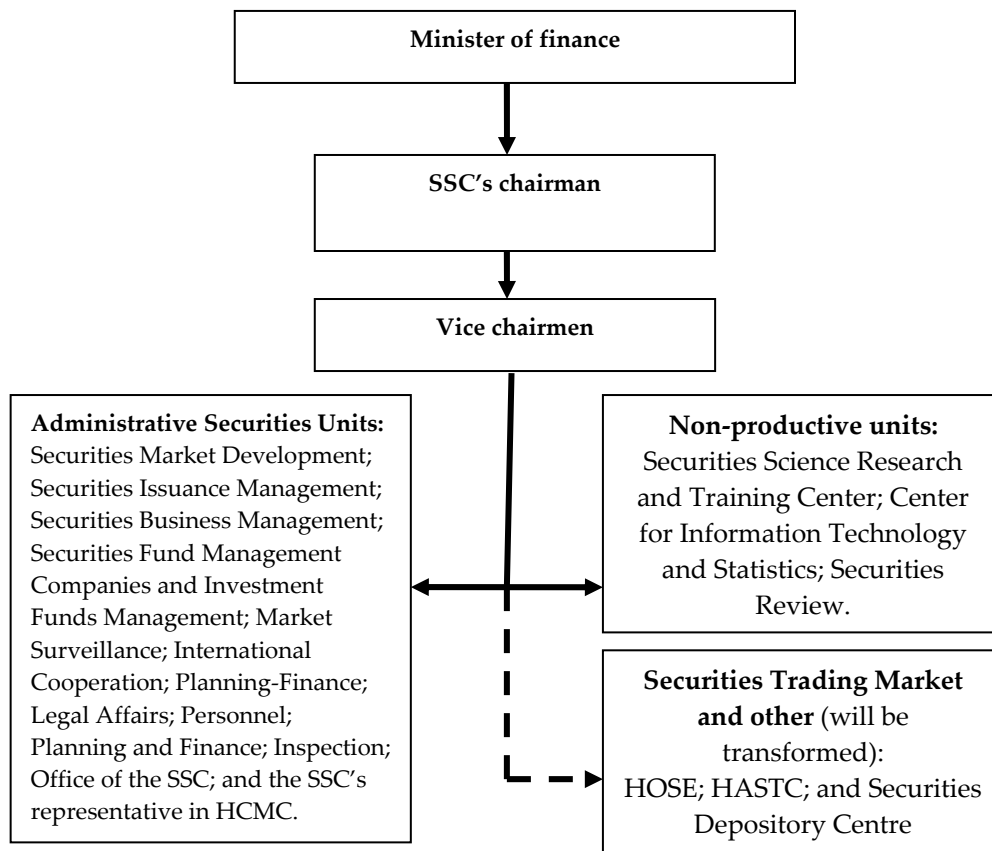 Minister of finance
SSC’s chairman
Vice chairmen
Administrative Securities Units:
Securities Market Development;
Securities Issuance Management;
Securities Business Management;
Securities Fund Management
Companies and Investment
Funds Management; Market
Surveillance; International
Cooperation; Planning-Finance;
Legal Affairs; Personnel;
Planning and Finance; Inspection;
Office of the SSC; and the SSC’s
representative in HCMC.
Non-productive units:
Securities Science Research
and Training Center; Center
for Information Technology
and Statistics; Securities
Review.
Securities Trading Market
and other (will be
transformed):
HOSE; HASTC; and Securities
Depository Centre